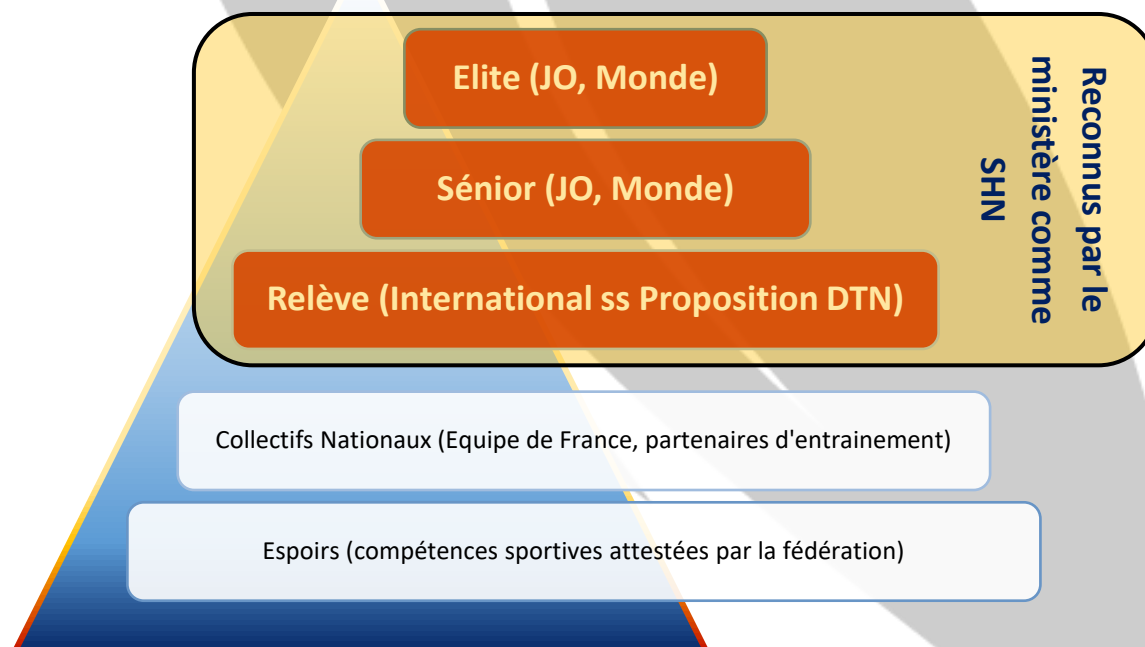 Elite (JO, Monde)
Sénior (JO, Monde)
Relève (International ss Proposition DTN)
Reconnus par le
ministère comme
SHN
Collectifs Nationaux (Equipe de France, partenaires d'entrainement)
Espoirs (compétences sportives attestées par la fédération)